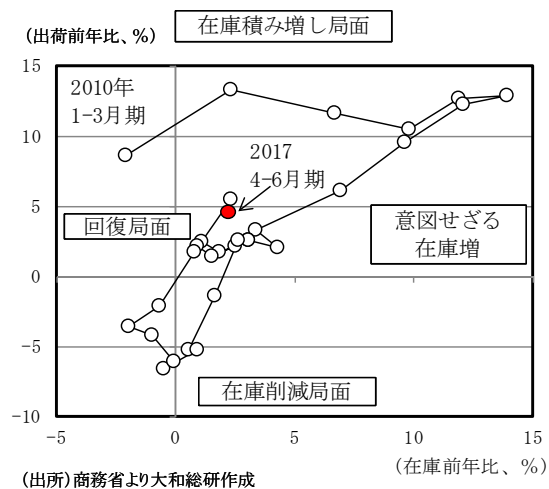 （出荷前年比、％）
在庫積み増し局面
15
2010年
1-3月期
10
2017
4-6月期
5
回復局面
意図せざる
在庫増
0
-5
在庫削減局面
-10
-5
0
5
10
15
（在庫前年比、％）
（出所）商務省より大和総研作成